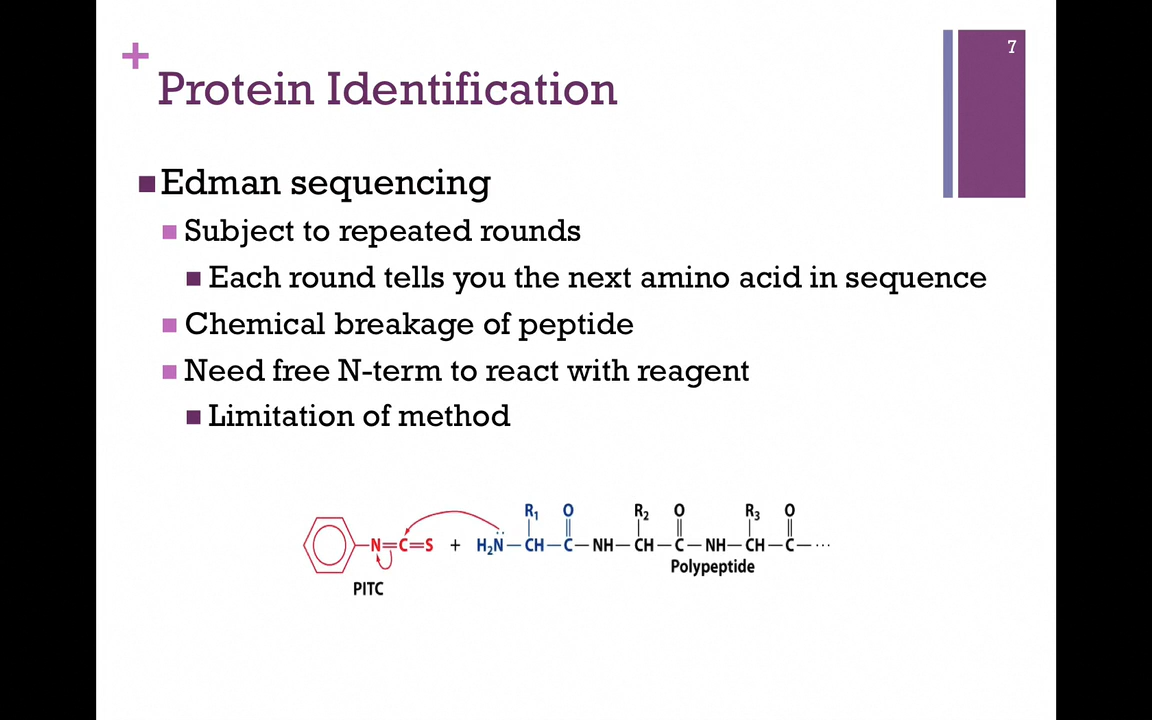 7
+
Protein Identification
■ Edman sequencing
■ Subject to repeated rounds
■ Each round tells you the next amino acid in sequence
■ Chemical breakage of peptide
■ Need free N-term to react with reagent
■ Limitation of method
R₁ O R₂ O R₃ O
N=C=S + H₂N—CH—C—NH—CH—C—NH—CH—C—···
Polypeptide
PITC